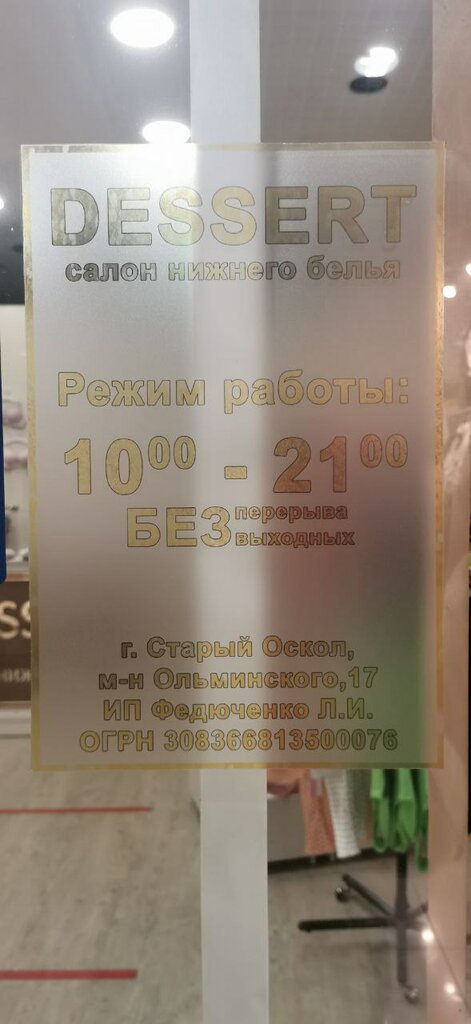 DESSERT
салон нижнего белья
Режим работы:
10⁰⁰ - 21⁰⁰
БЕЗ перерыва
выходных
г. Старый Оскол,
м-н Ольминского,17
ИП Федюченко Л.И.
ОГРН 308366813500076